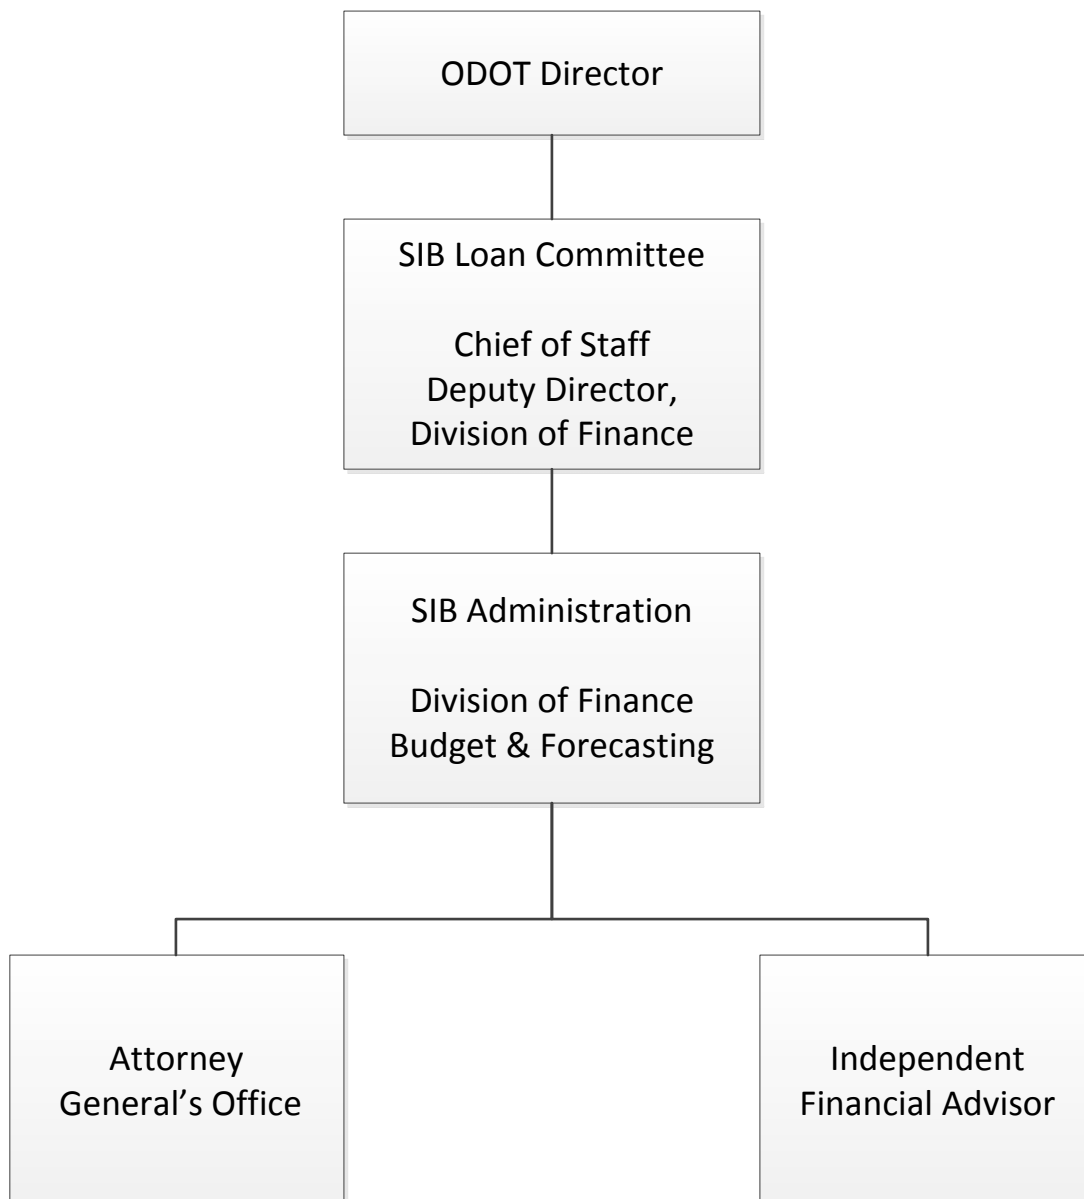 ODOT Director
SIB Loan Committee
Chief of Staff
Deputy Director,
Division of Finance
SIB Administration
Division of Finance
Budget & Forecasting
Attorney
General’s Office
Independent
Financial Advisor